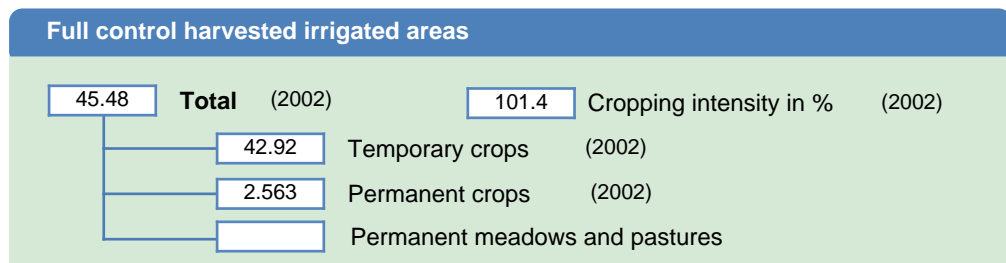 Full control harvested irrigated areas
45.48 Total (2002) 101.4 Cropping intensity in % (2002)
42.92 Temporary crops (2002)
2.563 Permanent crops (2002)
Permanent meadows and pastures